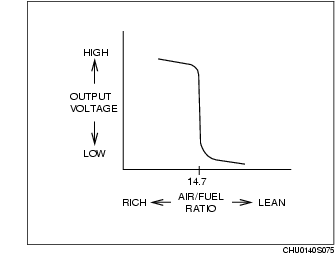 HIGH
OUTPUT
VOLTAGE
LOW
14.7
RICH AIR/FUEL LEAN
RATIO
CHU0140S075